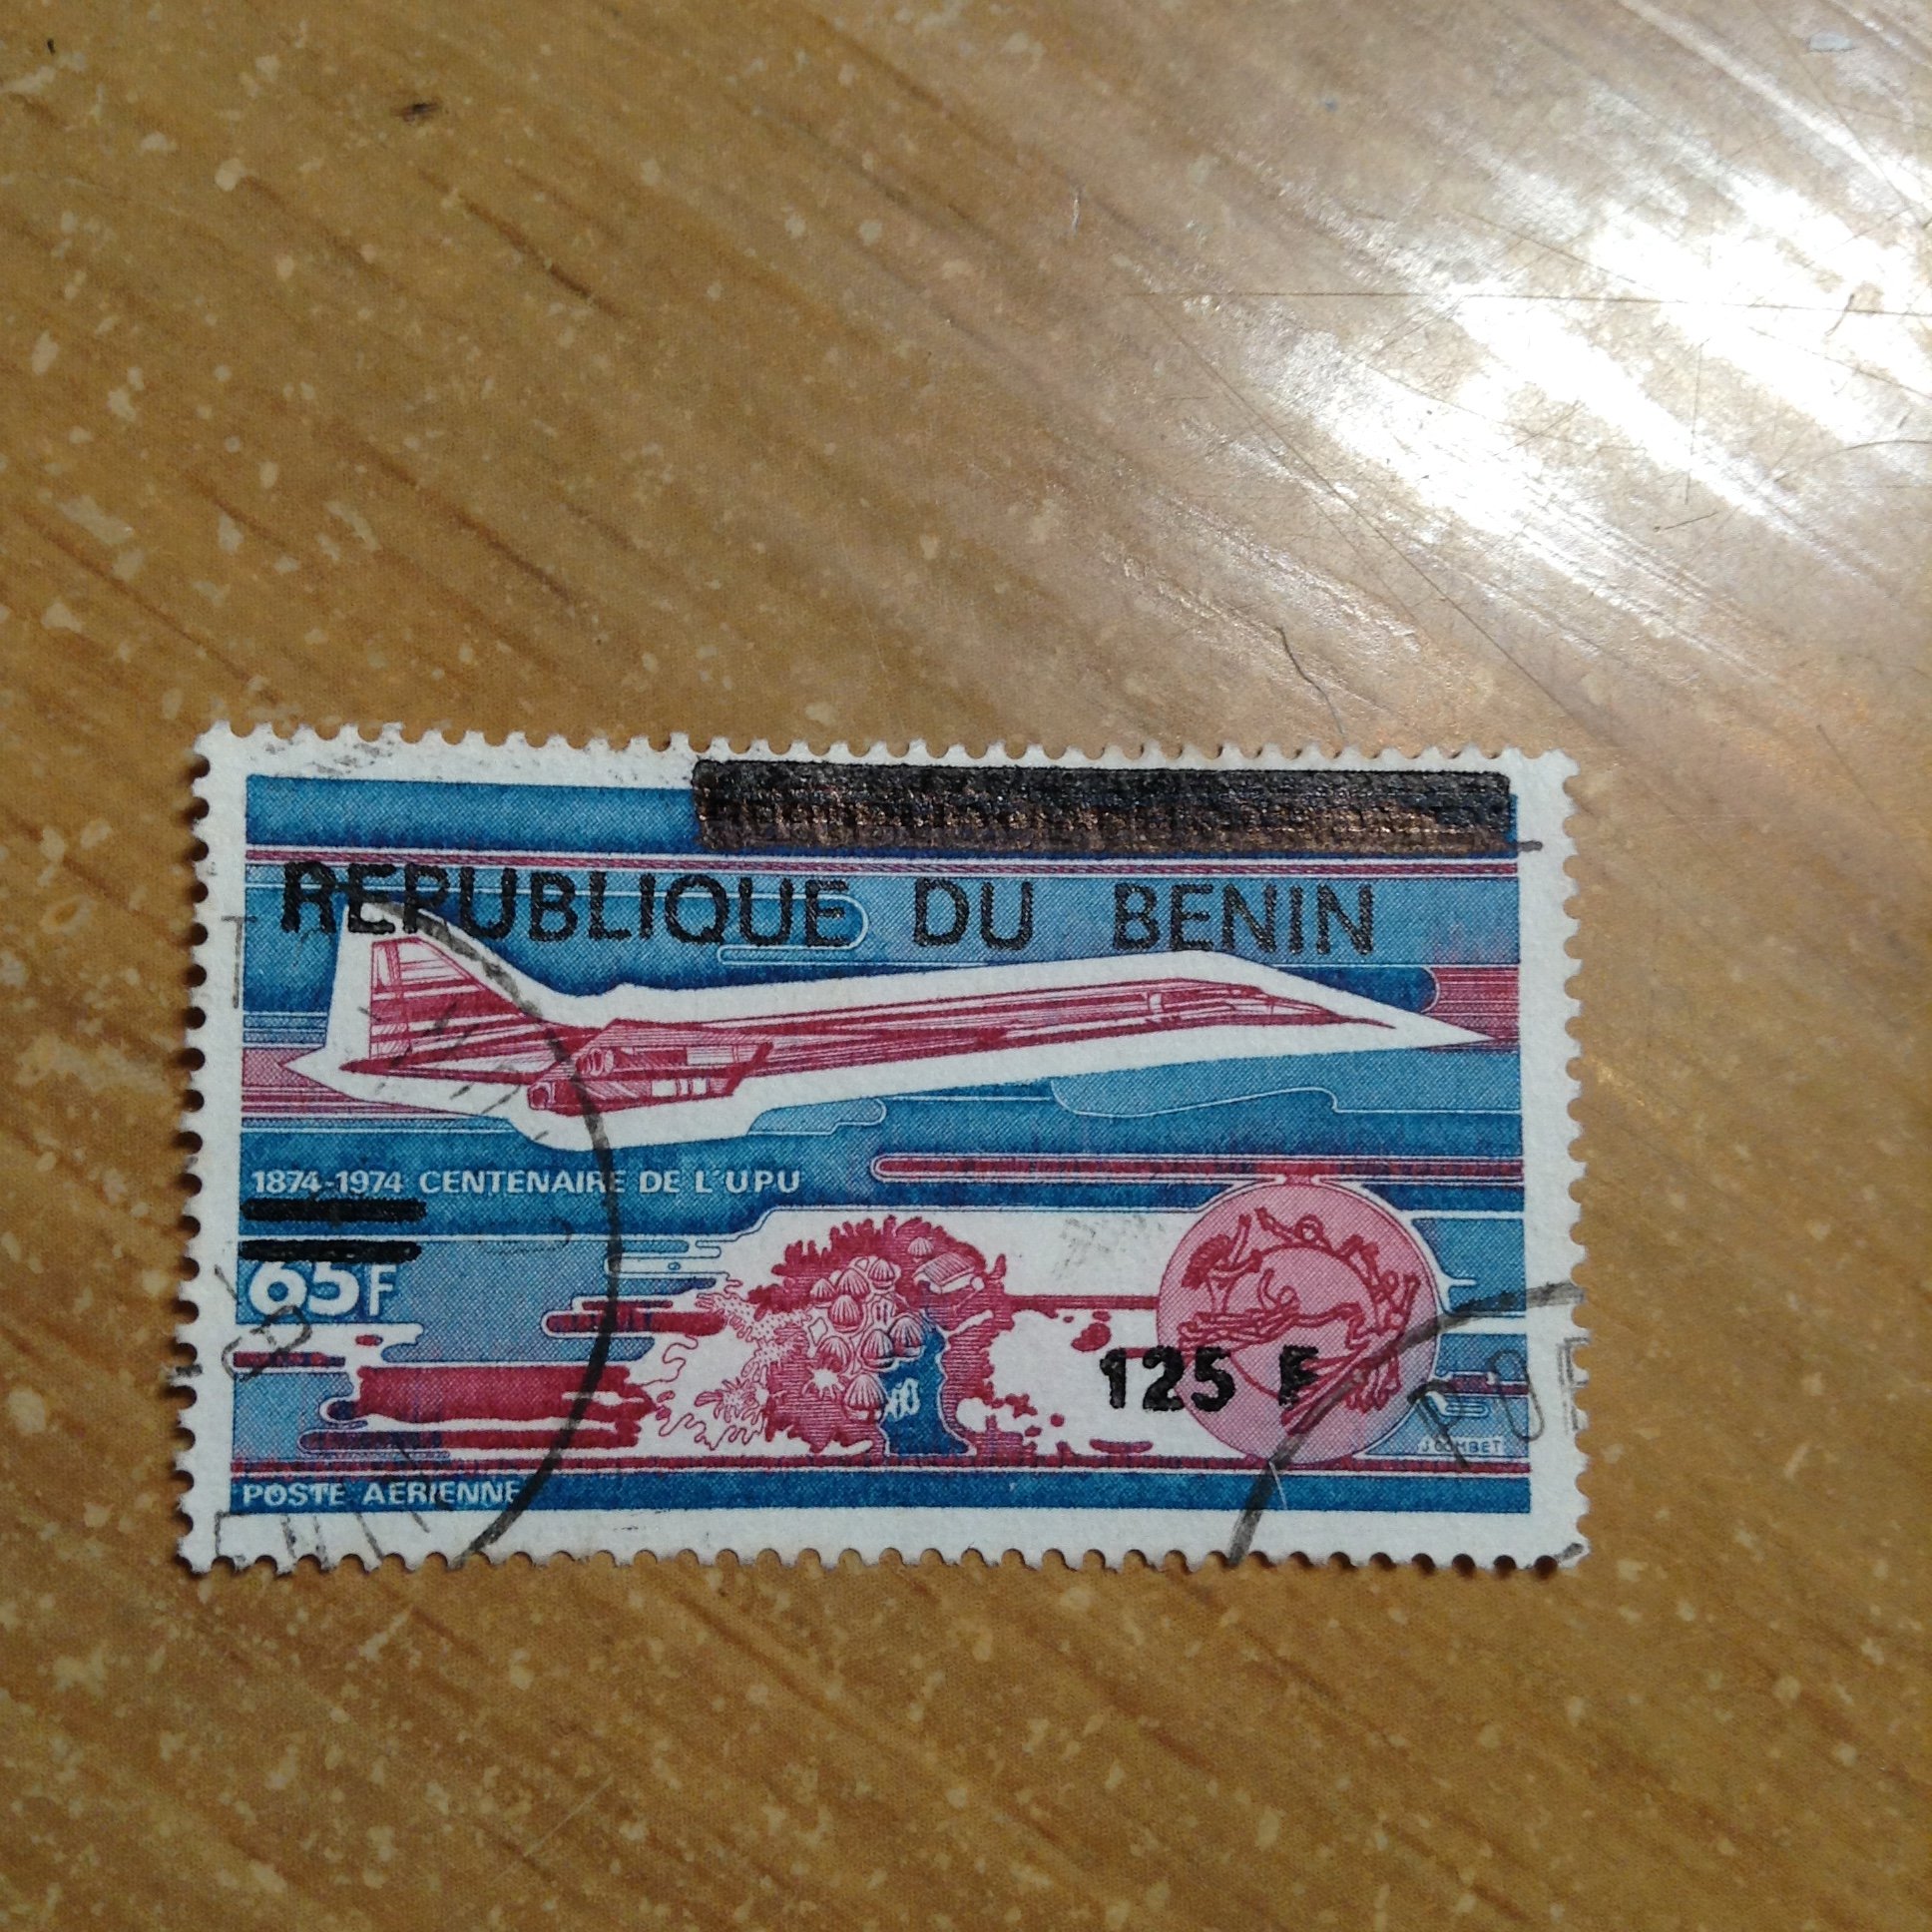 REPUBLIQUE DU BENIN
1874-1974 CENTENAIRE DE L'UPU
65F
125 F
J COMBET
POSTE AERIENNE